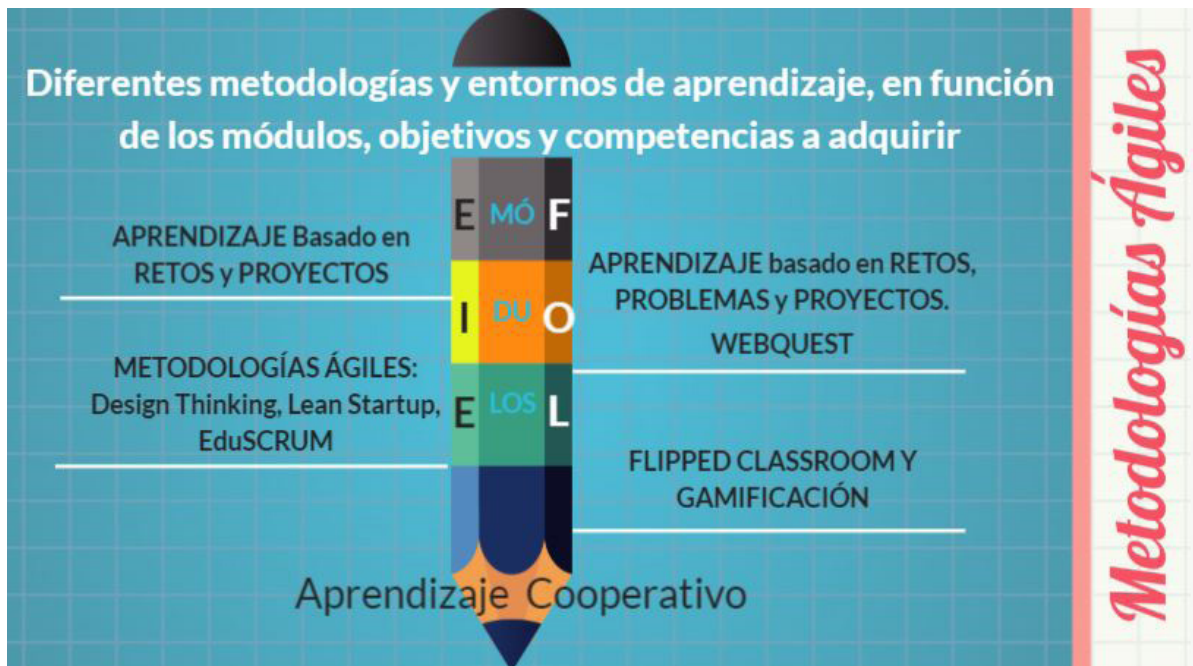 Diferentes metodologías y entornos de aprendizaje, en función
de los módulos, objetivos y competencias a adquirir
E MÓ F
I DU O
E LOS L
APRENDIZAJE Basado en
RETOS y PROYECTOS
METODOLOGÍAS ÁGILES:
Design Thinking, Lean Startup,
EduSCRUM
APRENDIZAJE basado en RETOS,
PROBLEMAS y PROYECTOS.
WEBQUEST
FLIPPED CLASSROOM Y
GAMIFICACIÓN
Aprendizaje Cooperativo
Metodologías Ágiles